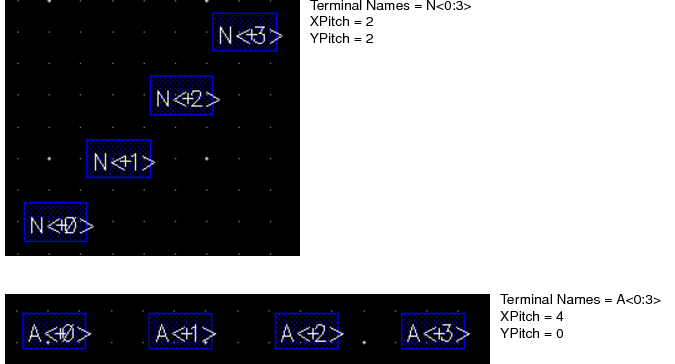 Terminal Names = N<0:3>
XPitch = 2
YPitch = 2
N<3>
N<2>
N<1>
N<0>
Terminal Names = A<0:3>
XPitch = 4
YPitch = 0
A<0> A<1> A<2> A<3>